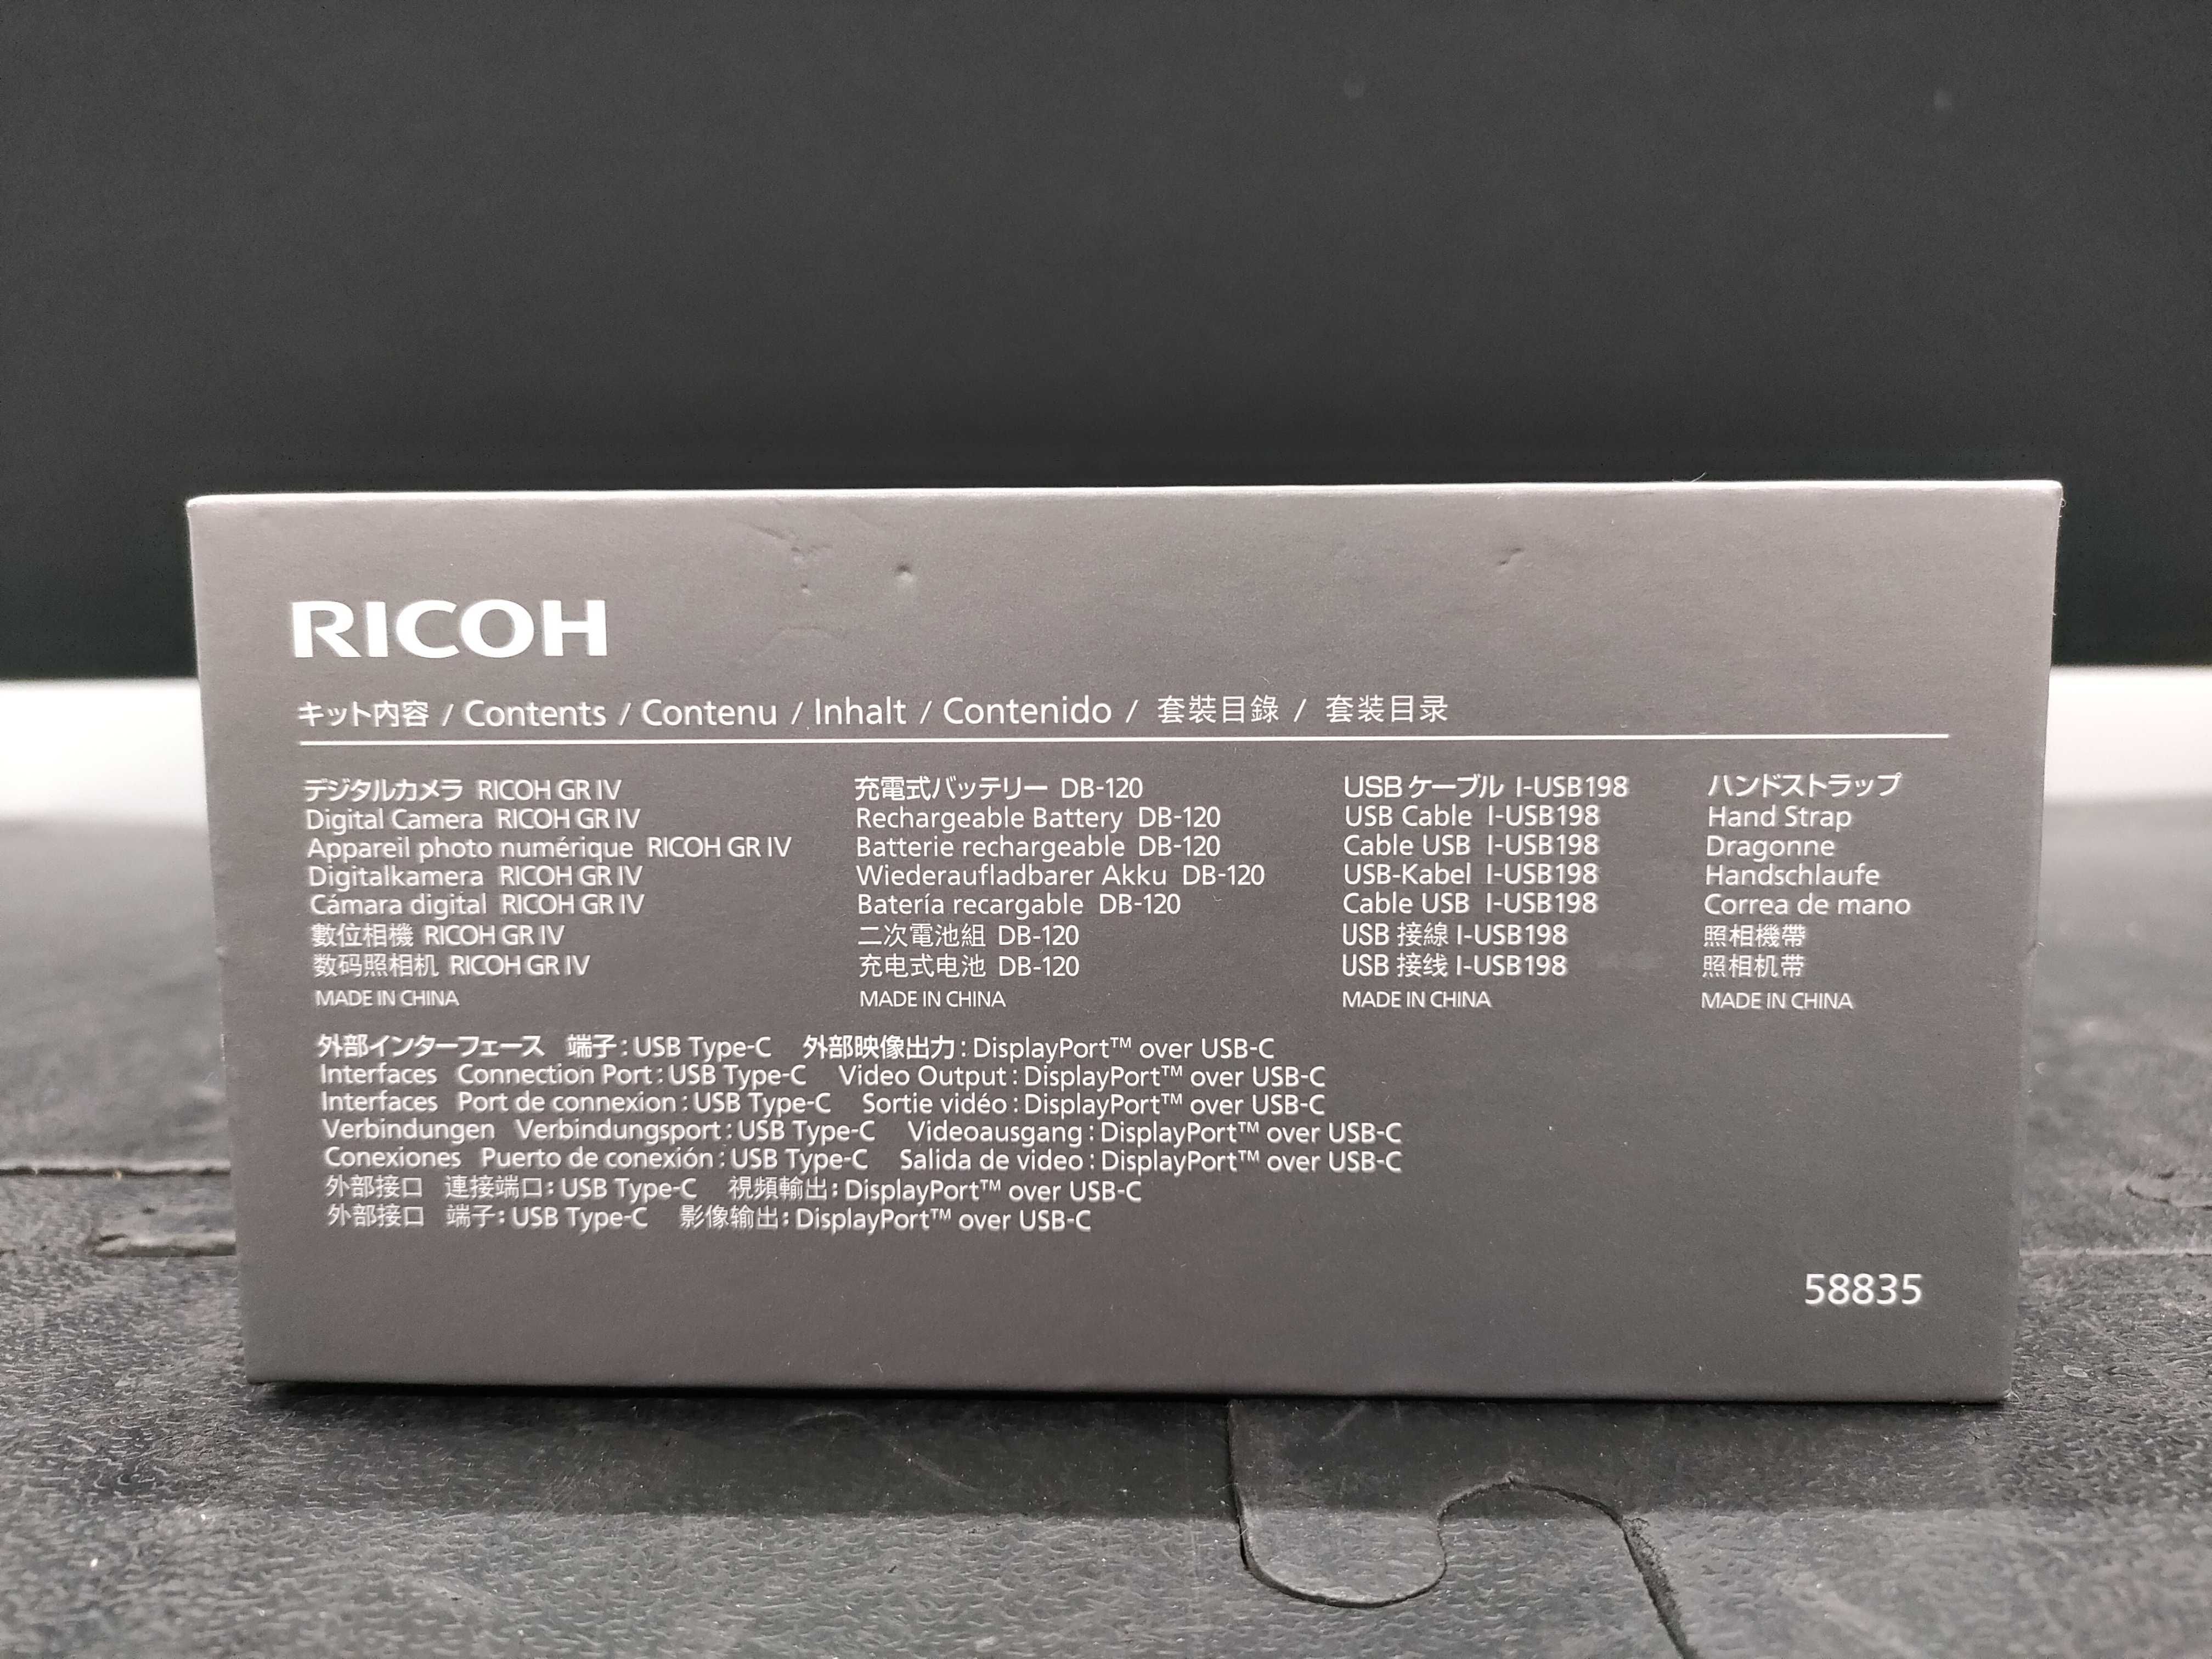 RICOH
キット内容 / Contents / Contenu / Inhalt / Contenido / 套裝目錄 / 套装目录
デジタルカメラ RICOH GR IV
Digital Camera RICOH GR IV
Appareil photo numérique RICOH GR IV
Digitalkamera RICOH GR IV
Cámara digital RICOH GR IV
數位相機 RICOH GR IV
数码照相机 RICOH GR IV
MADE IN CHINA
充電式バッテリー DB-120
Rechargeable Battery DB-120
Batterie rechargeable DB-120
Wiederaufladbarer Akku DB-120
Batería recargable DB-120
二次電池組 DB-120
充电式电池 DB-120
MADE IN CHINA
USBケーブル I-USB198
USB Cable I-USB198
Cable USB I-USB198
USB-Kabel I-USB198
Cable USB I-USB198
USB 接線 I-USB198
USB 接线 I-USB198
MADE IN CHINA
ハンドストラップ
Hand Strap
Dragonne
Handschlaufe
Correa de mano
照相機帶
照相机带
MADE IN CHINA
外部インターフェース 端子：USB Type-C 外部映像出力：DisplayPort™ over USB-C
Interfaces Connection Port : USB Type-C Video Output : DisplayPort™ over USB-C
Interfaces Port de connexion : USB Type-C Sortie vidéo : DisplayPort™ over USB-C
Verbindungen Verbindungsport : USB Type-C Videoausgang : DisplayPort™ over USB-C
Conexiones Puerto de conexión : USB Type-C Salida de video : DisplayPort™ over USB-C
外部接口 連接端口：USB Type-C 視頻輸出：DisplayPort™ over USB-C
外部接口 端子：USB Type-C 影像输出：DisplayPort™ over USB-C
58835